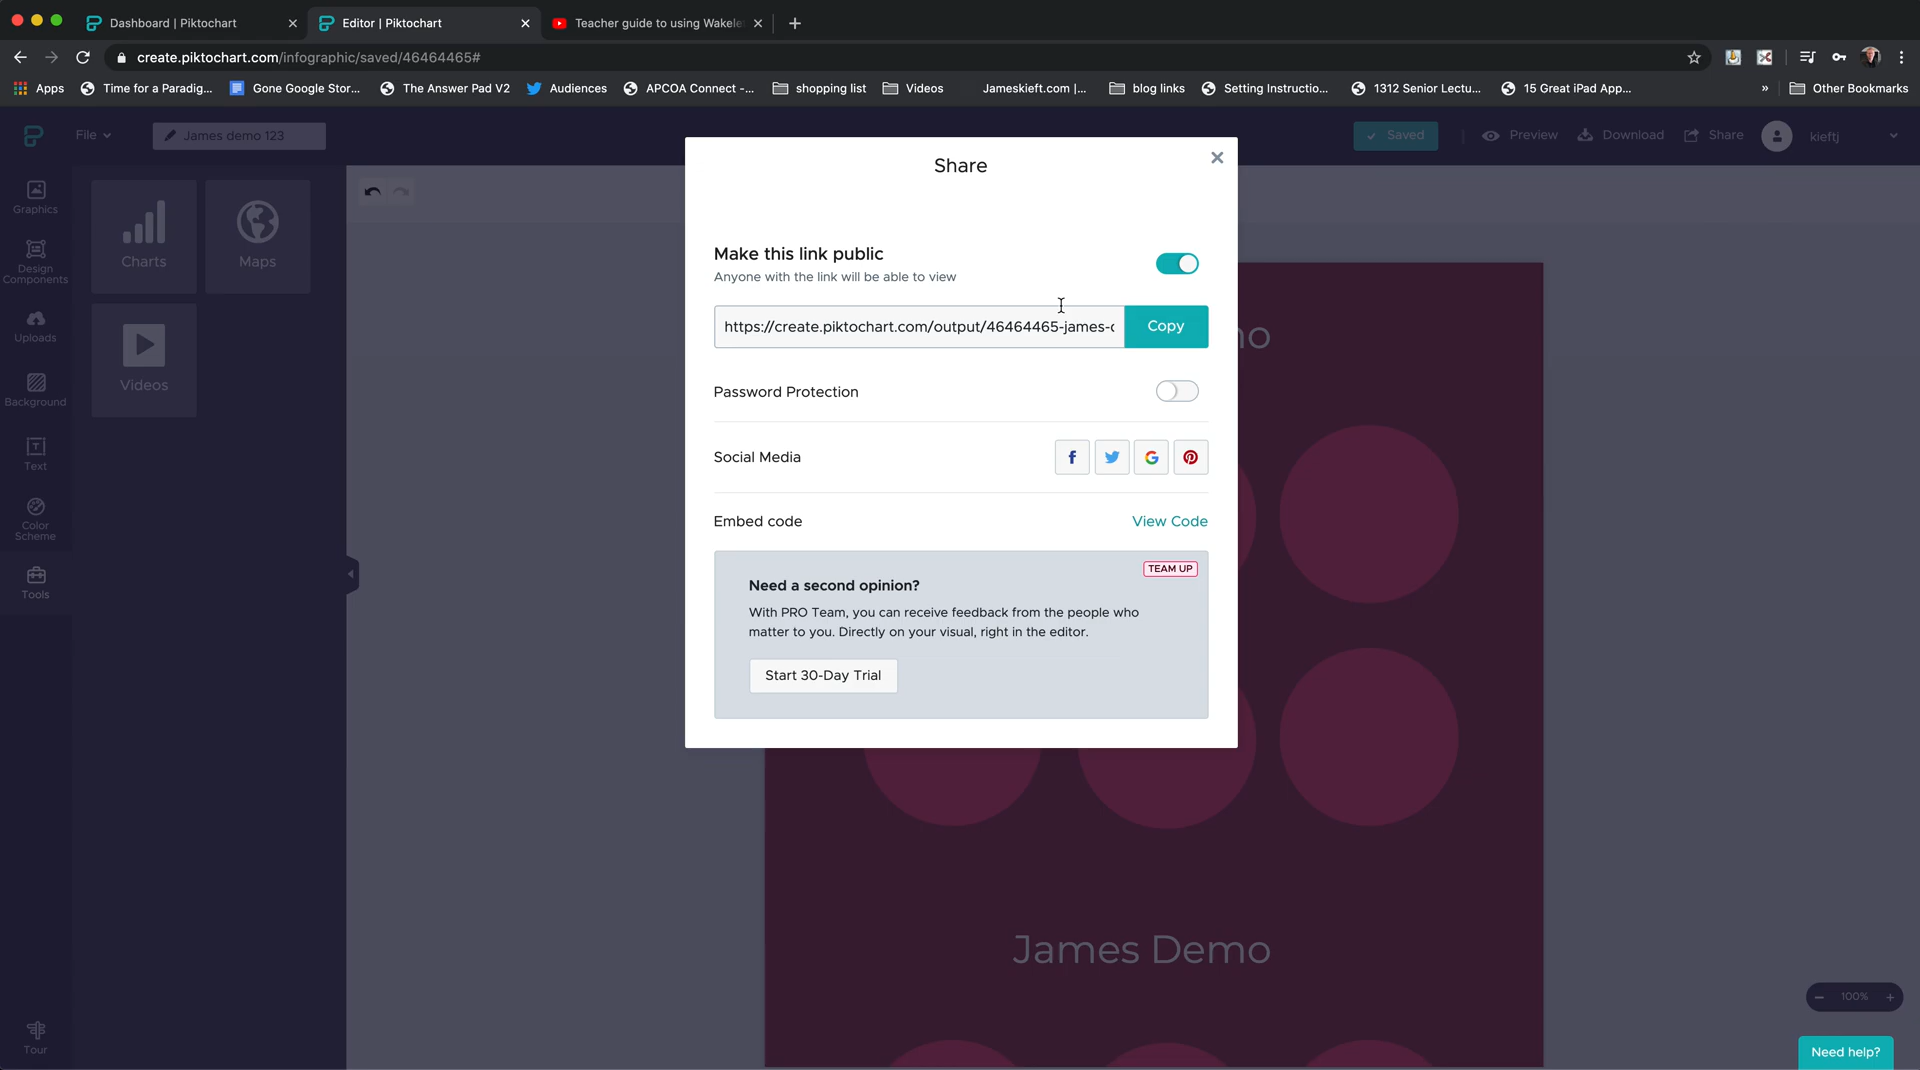 Dashboard | Piktochart
Editor | Piktochart
Teacher guide to using Wakele
create.piktochart.com/infographic/saved/46464465#
Apps
Time for a Paradig...
Gone Google Stor...
The Answer Pad V2
Audiences
APCOA Connect -...
shopping list
Videos
Jameskieft.com |...
blog links
Setting Instructio...
1312 Senior Lectu...
15 Great iPad App...
»
Other Bookmarks
File
James demo 123
Saved
Preview
Download
Share
kieftj
Graphics
Design
Components
Uploads
Background
Text
Color
Scheme
Tools
Tour
Charts
Maps
Videos
Share
Make this link public
Anyone with the link will be able to view
https://create.piktochart.com/output/46464465-james-d
Copy
Password Protection
Social Media
Embed code
View Code
TEAM UP
Need a second opinion?
With PRO Team, you can receive feedback from the people who
matter to you. Directly on your visual, right in the editor.
Start 30-Day Trial
James Demo
100%
Need help?